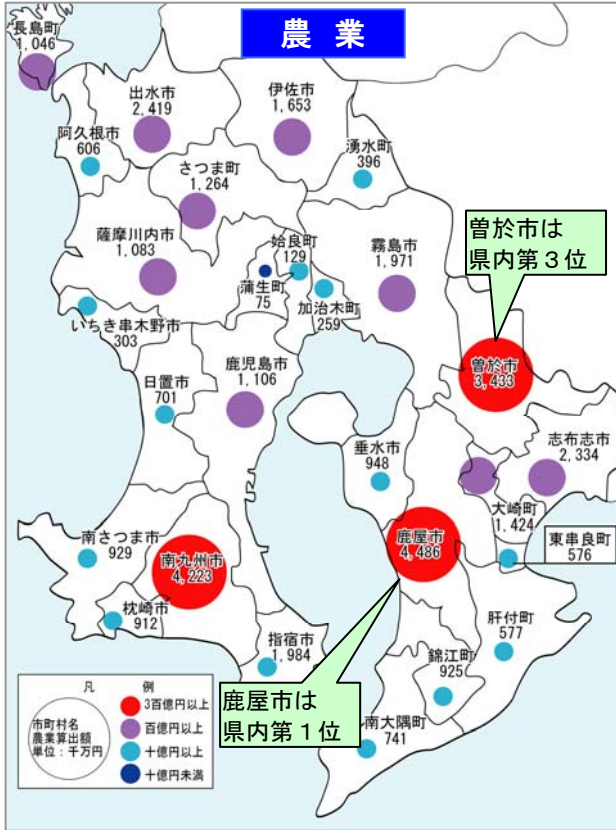 農 業
長島町
1,046
出水市
2,419
伊佐市
1,653
阿久根市
606
湧水町
396
さつま町
1,264
薩摩川内市
1,083
姶良町
129
霧島市
1,971
曽於市は
県内第３位
蒲生町
75
加治木町
259
いちき串木野市
303
鹿児島市
1,106
曽於市
3,433
日置市
701
垂水市
948
志布志市
2,334
大崎町
1,424
東串良町
576
南さつま市
929
南九州市
4,223
鹿屋市
4,486
枕崎市
912
指宿市
1,984
肝付町
577
錦江町
925
鹿屋市は
県内第１位
南大隅町
741
凡 例
市町村名
農業算出額
単位：千万円
3百億円以上
百億円以上
十億円以上
十億円未満